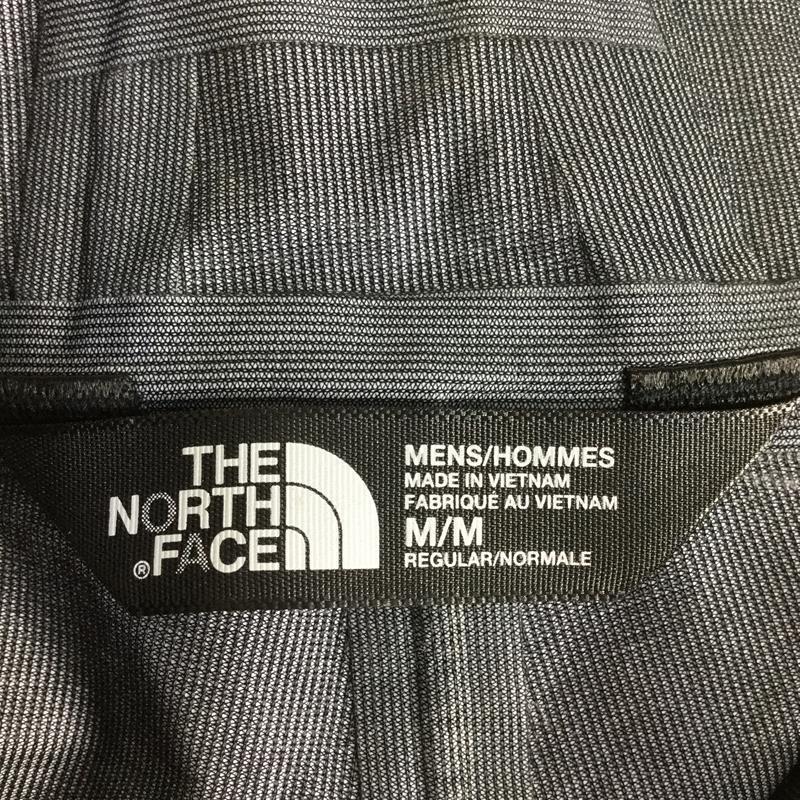 THE
NORTH
FACE®
MENS/HOMMES
MADE IN VIETNAM
FABRIQUÉ AU VIETNAM
M/M
REGULAR/NORMALE